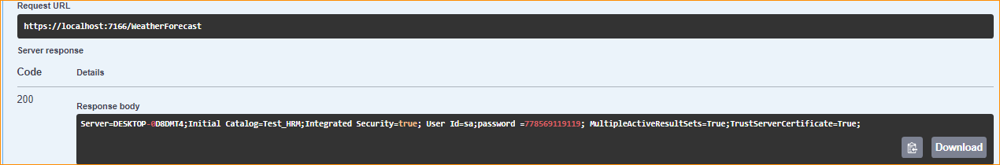 Request URL
https://localhost:7166/WeatherForecast
Server response
Code Details
200
Response body
Server=DESKTOP-0D8DMT4;Initial Catalog=Test_HRM;Integrated Security=true; User Id=sa;password =778569119119; MultipleActiveResultSets=True;TrustServerCertificate=True;
Download